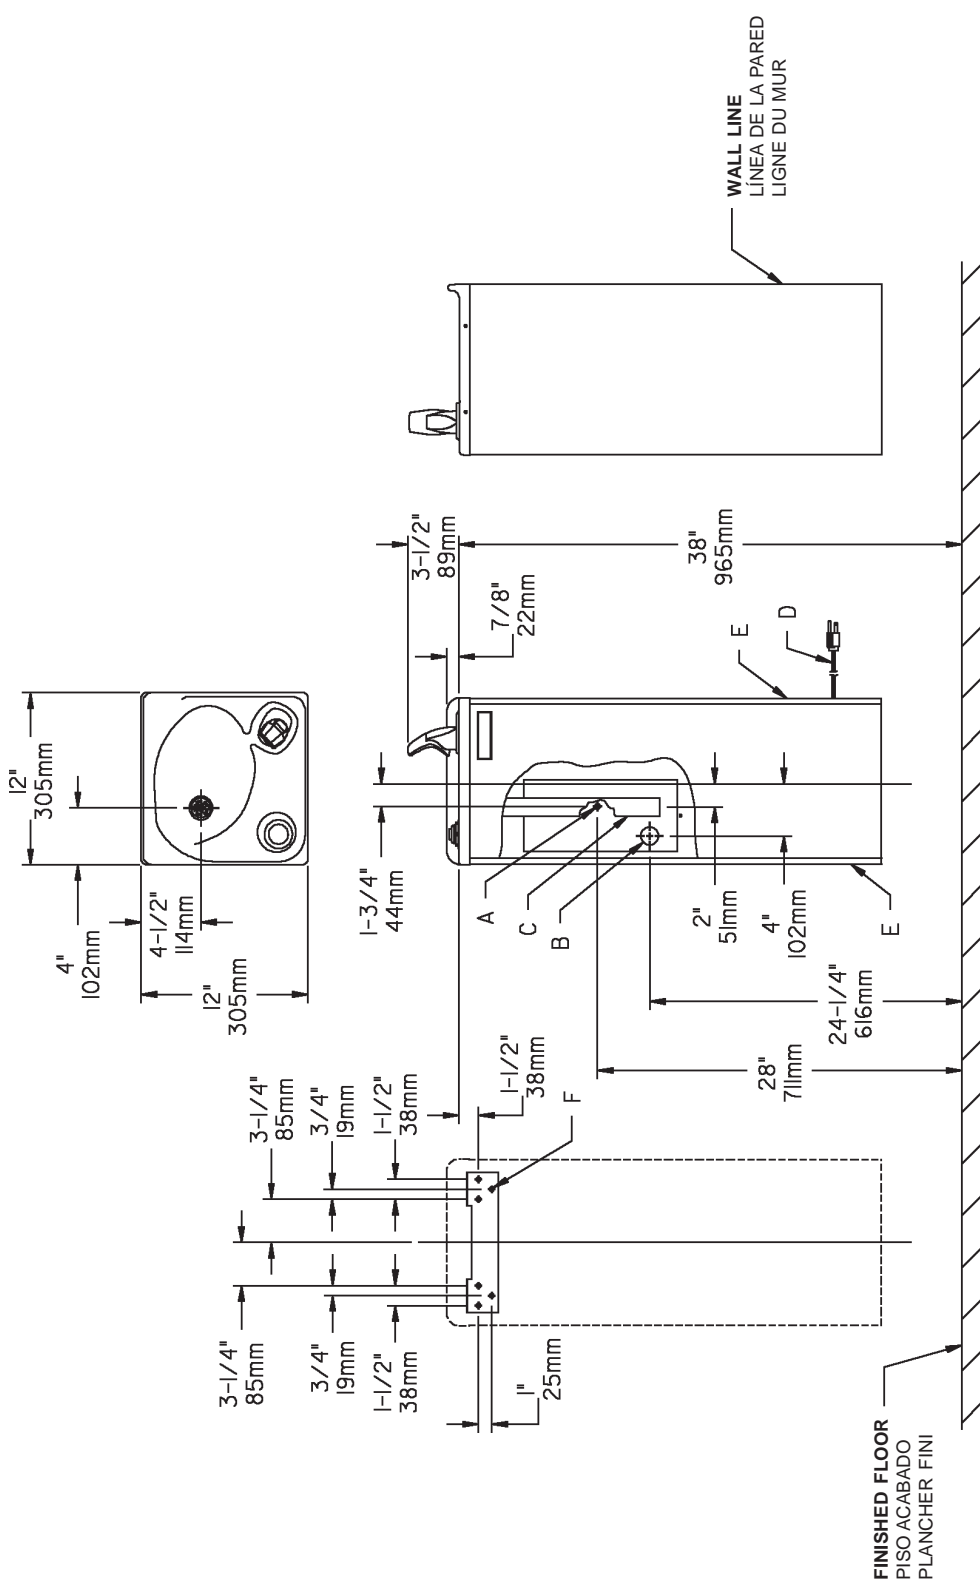 12"
305mm
4"
102mm
4-1/2"
114mm
12"
305mm
3-1/4"
85mm
3/4"
19mm
1-1/2"
38mm
3-1/4"
85mm
3/4"
19mm
1-1/2"
38mm
1"
25mm
1-1/2"
38mm
F
1-3/4"
44mm
3-1/2"
89mm
7/8"
22mm
A
C
B
2"
51mm
4"
102mm
E
E
D
24-1/4"
616mm
28"
711mm
38"
965mm
WALL LINE
LÍNEA DE LA PARED
LIGNE DU MUR
FINISHED FLOOR
PISO ACABADO
PLANCHER FINI